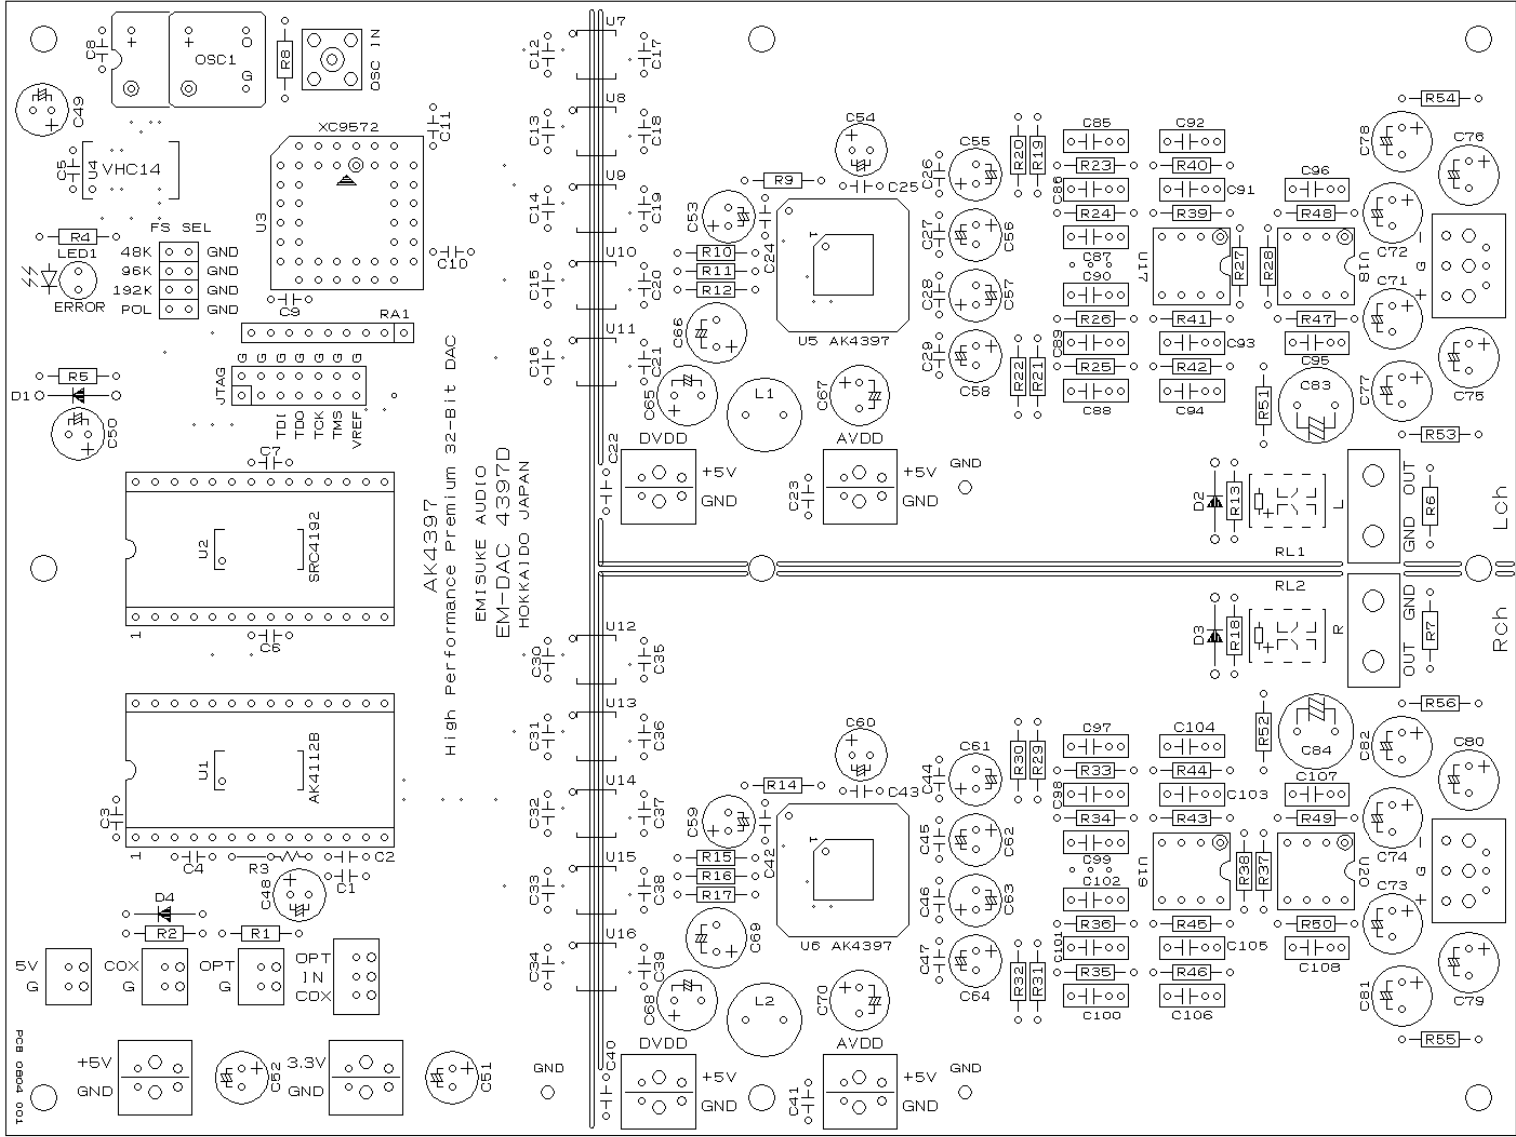 C8
OSC1
G
R8
OSC IN
C49
U7
C12
C17
U8
C13
C18
XC9572
C11
C5
U4
VHC14
U3
U9
C14
C19
FS SEL
R4
LED1
ERROR
48K GND
96K GND
192K GND
POL GND
C9
C10
RA1
U10
C15
C20
U11
C16
C21
R5
D1
C50
JTAG
G G G G G G G
TDI
TDO
TCK
TMS
VREF
C7
U2
SRC4192
1
C6
AK4397
High Performance Premium 32-Bit DAC
EMISUKE AUDIO
EM-DAC 4397D
HOKKAIDO JAPAN
U1
AK4112B
1
C3
C4
R3
C2
C1
C48
D4
R2
R1
5V
G
COX
G
OPT
G
OPT
IN
COX
PCB 0804 001
+5V
GND
C52
3.3V
GND
C51
GND
U12
C30
C35
U13
C31
C36
U14
C32
C37
U15
C33
C38
U16
C34
C39
C40
C54
C25
R9
C53
C24
R10
R11
R12
C66
1
U5 AK4397
C65
L1
C67
C22
DVDD
+5V
GND
C23
AVDD
+5V
GND
GND
C26
C55
C27
C56
C28
C57
C29
C58
R20
R19
R22
R21
C85
R23
C86
R24
C87
C90
R26
C89
R25
C88
C92
R40
C91
R39
U17
R41
C93
R42
C94
R27
R28
C96
R48
U18
R47
C95
C83
R51
R54
C78
C76
C72
C71
C77
C75
R53
-
G
+
D2
R13
L
RL1
OUT
GND
R6
Lch
RL2
D3
R18
R
GND
OUT
R7
Rch
C60
C43
R14
C59
C42
R15
R16
R17
C69
1
U6 AK4397
C68
L2
C70
DVDD
+5V
GND
C41
AVDD
+5V
GND
GND
C44
C61
C45
C62
C46
C63
C47
C64
R30
R29
R32
R31
C97
R33
C98
R34
C99
C102
R36
C101
R35
C100
C104
R44
C103
R43
U19
R45
C105
R46
C106
R38
R37
R52
C84
C107
R49
U20
R50
C108
R56
C82
C80
C74
C73
C81
C79
R55
-
G
+